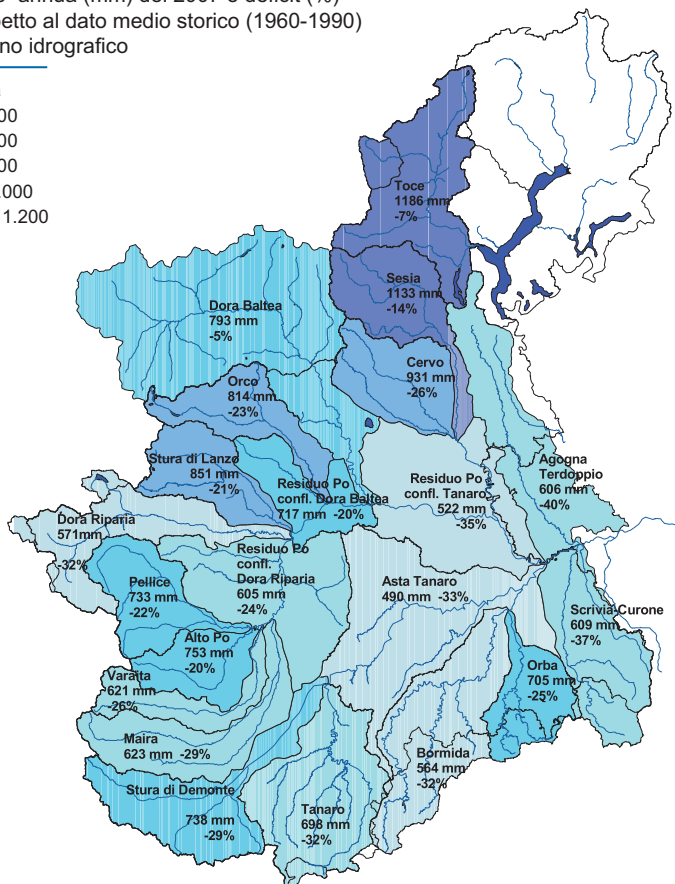 annua (mm) del 2007 e deficit (%)
petto al dato medio storico (1960-1990)
no idrografico
00
00
00
.000
1.200
Toce
1186 mm
-7%
Sesia
1133 mm
-14%
Dora Baltea
793 mm
-5%
Cervo
931 mm
-26%
Orco
814 mm
-23%
Stura di Lanzo
851 mm
-21%
Residuo Po
confl. Dora Baltea
717 mm -20%
Residuo Po
confl. Tanaro
522 mm
-35%
Agogna
Terdoppio
606 mm
-40%
Dora Riparia
571mm
-32%
Residuo Po
confl.
Dora Riparia
605 mm
-24%
Pellice
733 mm
-22%
Asta Tanaro
490 mm -33%
Scrivia-Curone
609 mm
-37%
Alto Po
753 mm
-20%
Varaita
621 mm
-26%
Orba
705 mm
-25%
Maira
623 mm -29%
Bormida
564 mm
-32%
Stura di Demonte
738 mm
-29%
Tanaro
698 mm
-32%